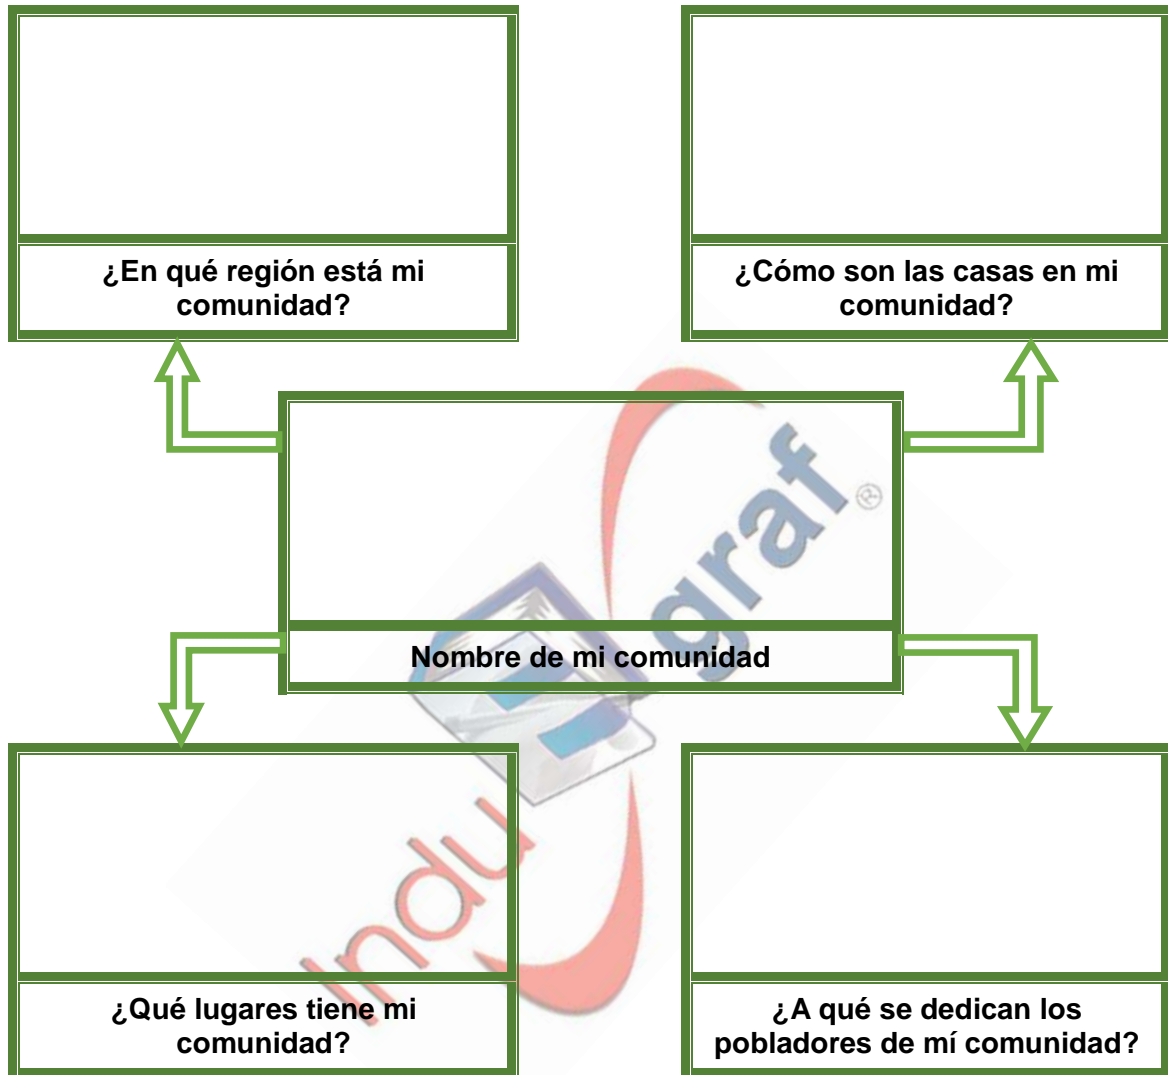 ¿En qué región está mi
comunidad?
¿Cómo son las casas en mi
comunidad?
Nombre de mi comunidad
Indu graf®
¿Qué lugares tiene mi
comunidad?
¿A qué se dedican los
pobladores de mí comunidad?